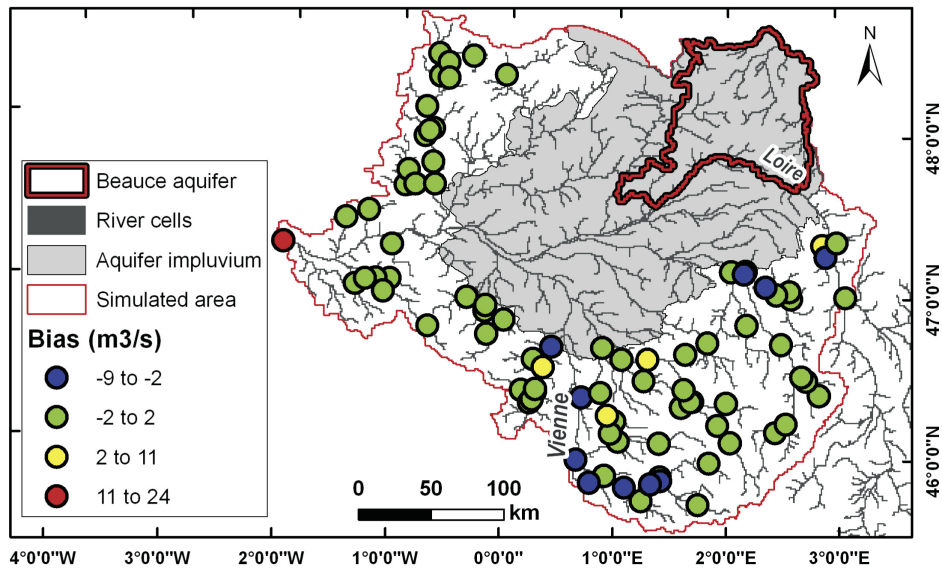 N
48°0'0"N
47°0'0"N
46°0'0"N
Loire
Vienne
Beauce aquifer
River cells
Aquifer impluvium
Simulated area
Bias (m3/s)
-9 to -2
-2 to 2
2 to 11
11 to 24
0 50 100
km
4°0'0"W 3°0'0"W 2°0'0"W 1°0'0"W 0°0'0" 1°0'0"E 2°0'0"E 3°0'0"E